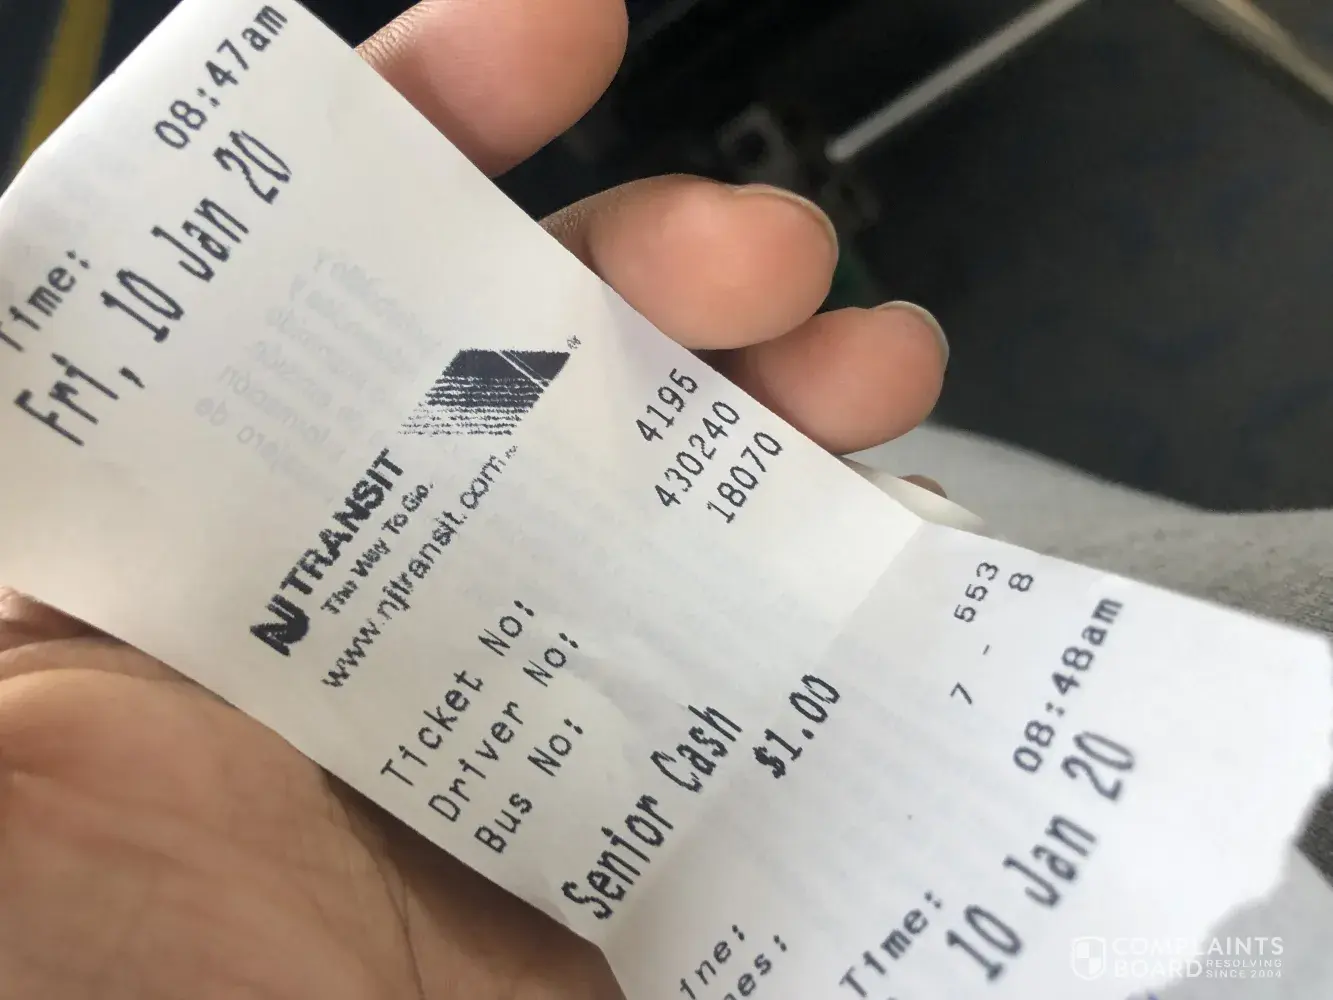 Time: 08:47am
Fri, 10 Jan 20
NJ TRANSIT
The Way To Go.
www.njtransit.com
Ticket No: 4195
Driver No: 430240
Bus No: 18070
Senior Cash
$1.00
ine: 553
es: 7 - 8
Time: 08:48am
10 Jan 20
COMPLAINTS
BOARD RESOLVING
SINCE 2004